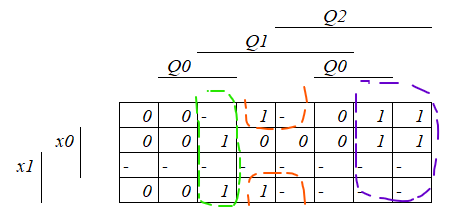 Q2
Q1
Q0 Q0
0 0 - 1 - 0 1 1
x0 0 0 1 0 0 0 1 1
x1 - - - - - - - -
0 0 1 1 - - - -